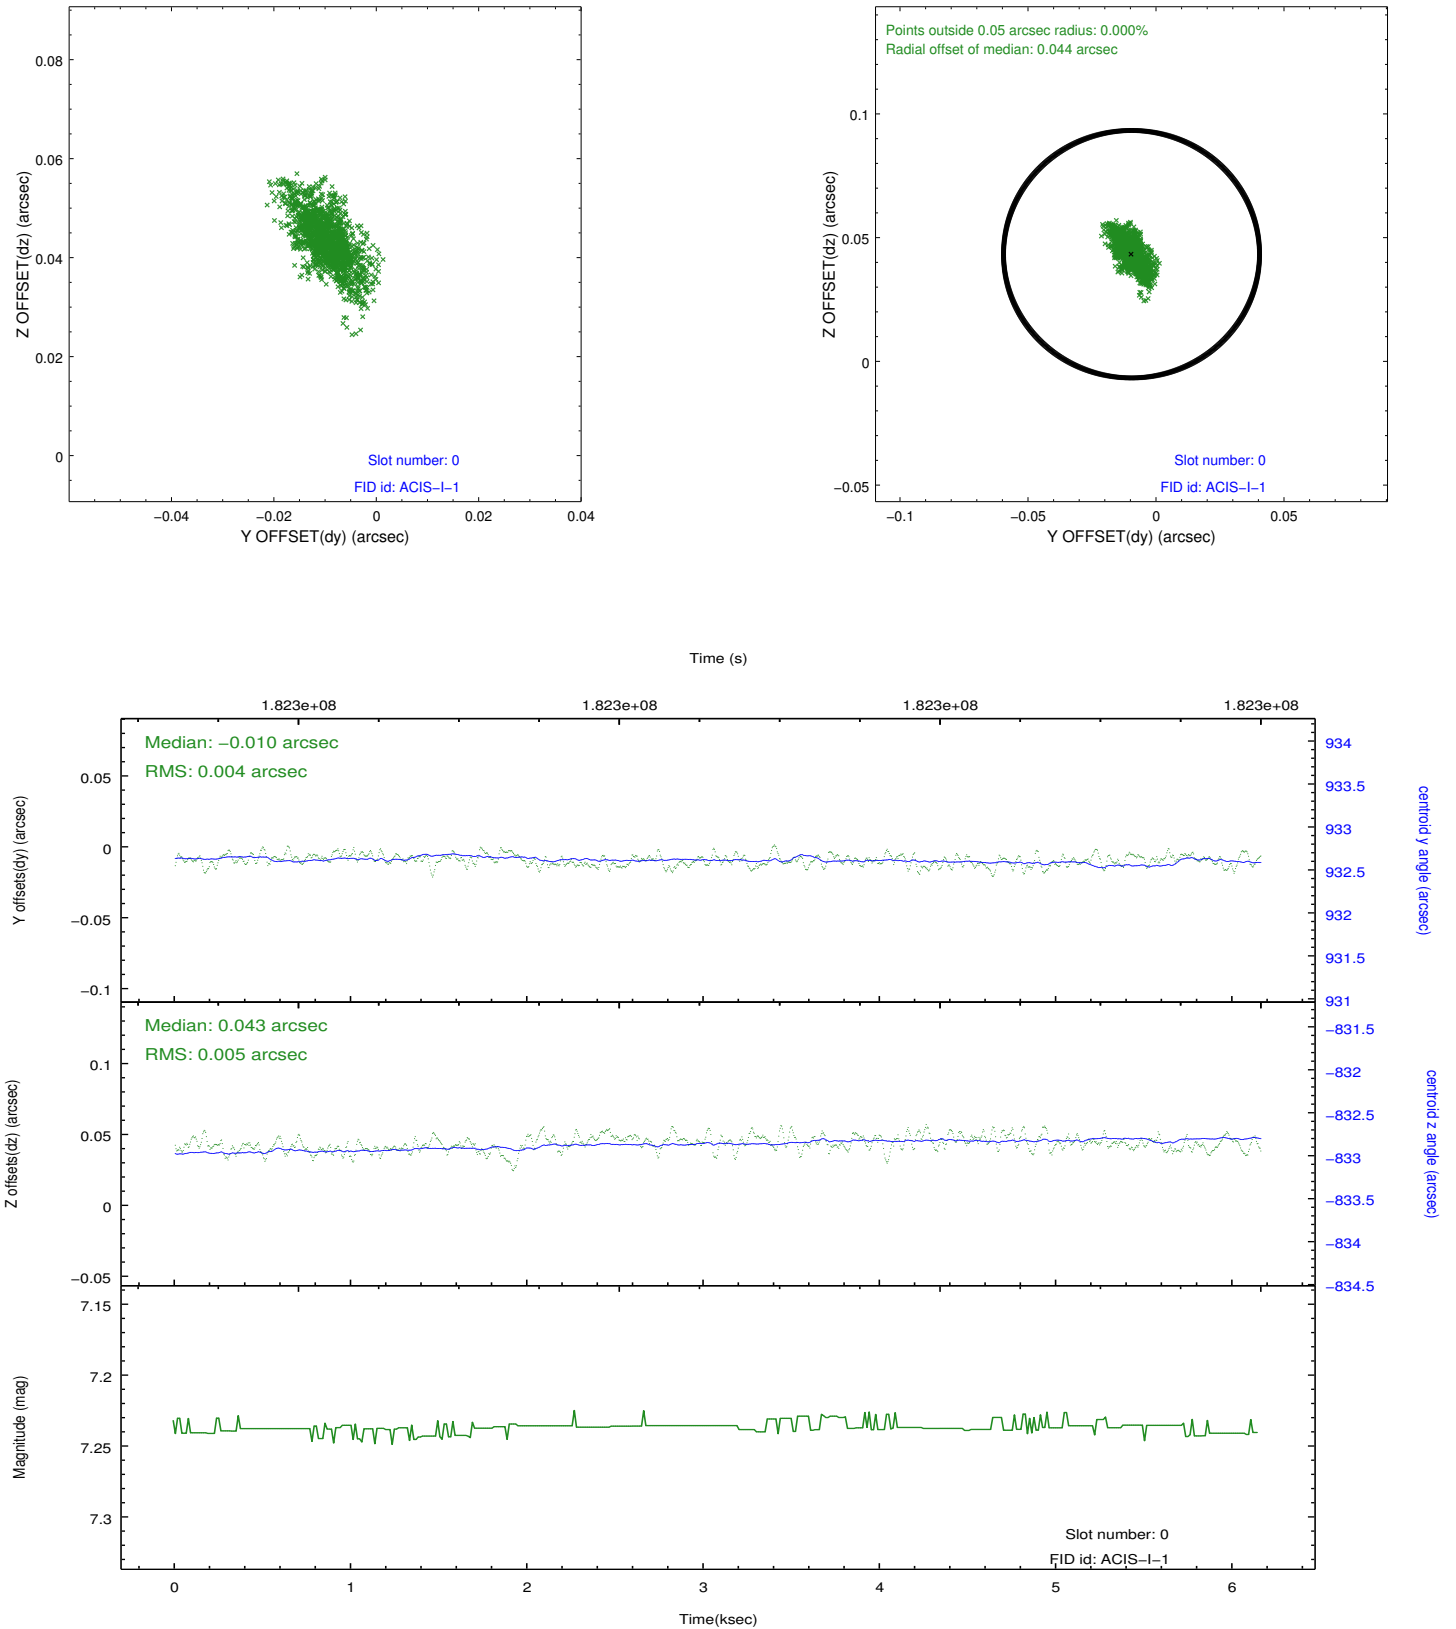 0.08
0.06
0.04
0.02
0
Z OFFSET(dz) (arcsec)
Slot number: 0
FID id: ACIS−I−1
−0.04 −0.02 0 0.02 0.04
Y OFFSET(dy) (arcsec)
Points outside 0.05 arcsec radius: 0.000%
Radial offset of median: 0.044 arcsec
0.1
0.05
0
−0.05
Z OFFSET(dz) (arcsec)
Slot number: 0
FID id: ACIS−I−1
−0.1 −0.05 0 0.05
Y OFFSET(dy) (arcsec)
Time (s)
1.823e+08 1.823e+08 1.823e+08 1.823e+08
Median: −0.010 arcsec
RMS: 0.004 arcsec
0.05
0
−0.05
−0.1
Y offsets(dy) (arcsec)
934
933.5
933
932.5
932
931.5
931
centroid y angle (arcsec)
Median: 0.043 arcsec
RMS: 0.005 arcsec
0.1
0.05
0
−0.05
Z offsets(dz) (arcsec)
−831.5
−832
−832.5
−833
−833.5
−834
−834.5
centroid z angle (arcsec)
7.15
7.2
7.25
7.3
Magnitude (mag)
Slot number: 0
FID id: ACIS−I−1
0 1 2 3 4 5 6
Time(ksec)